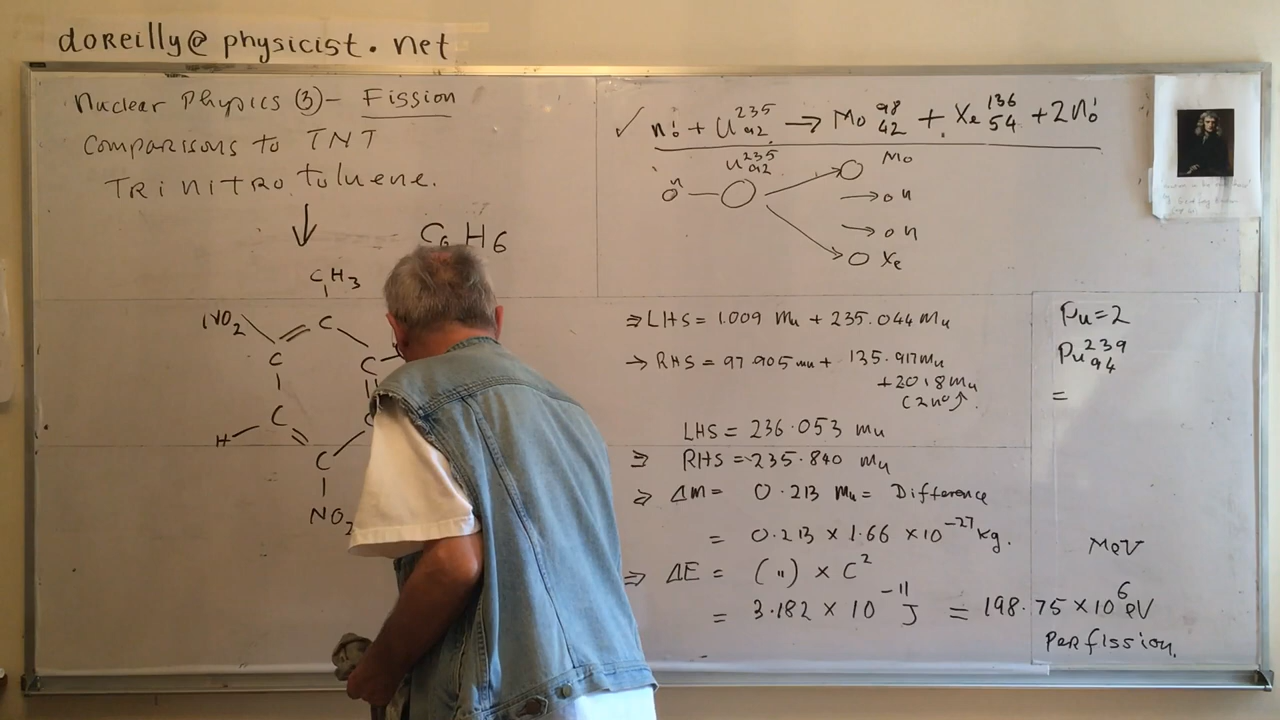 doreilly@physicist.net
Nuclear Physics (3) - Fission
Comparisons to TNT
Trinitrotoluene.
C6H6
CH3
NO2
C
C
C
C
H
C
NO2
✓ n¹₀ + U²³⁵₉₂ → Mo⁹⁸₄₂ + Xe¹³⁶₅₄ + 2n¹₀
U²³⁵₉₂
Mo
n
n
n
Xe
⇒ LHS = 1.009 Mu + 235.044 Mu
→ RHS = 97.905 mu + 135.917 mu
+ 2018 Mu
(2n⁰)↑
LHS = 236.053 mu
⇒ RHS = 235.840 mu
⇒ Δm = 0.213 Mu = Difference
= 0.213 × 1.66 × 10⁻²⁷ kg.
⇒ ΔE = (") × C²
= 3.182 × 10⁻¹¹ J = 198.75 × 10⁶ eV
MeV
per fission.
Pu = 2
Pu²³⁹₉₄
=